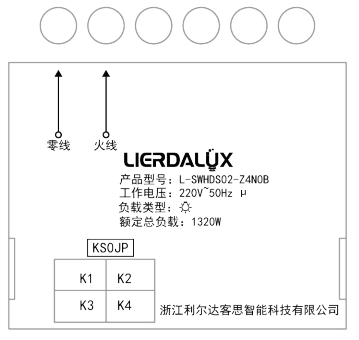 零线 火线
LIERDALUX
产品型号：L-SWHDS02-Z4N0B
工作电压：220V~50Hz μ
负载类型：
额定总负载：1320W
KS0JP
K1 K2
K3 K4
浙江利尔达客思智能科技有限公司